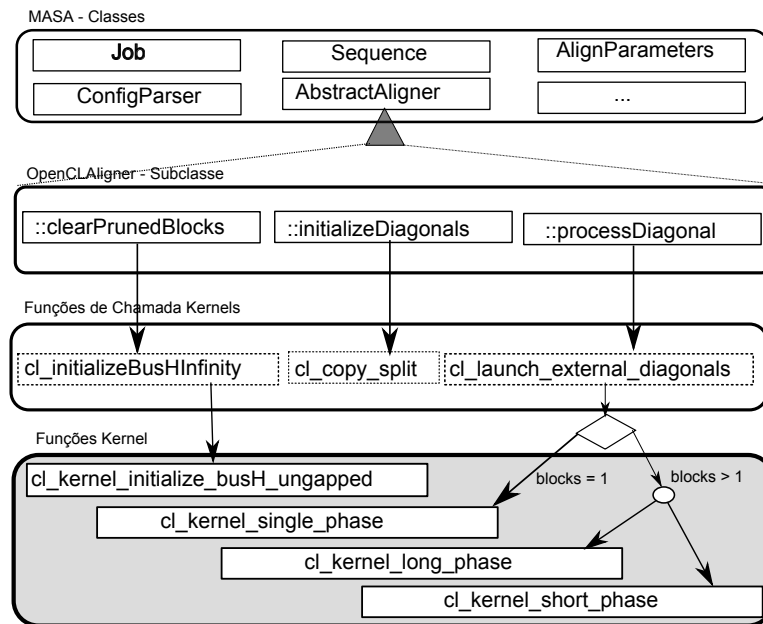 MASA - Classes
Job
Sequence
AlignParameters
ConfigParser
AbstractAligner
...
OpenCLAligner - Subclasse
::clearPrunedBlocks
::initializeDiagonals
::processDiagonal
Funções de Chamada Kernels
cl_initializeBusHInfinity
cl_copy_split
cl_launch_external_diagonals
Funções Kernel
cl_kernel_initialize_busH_ungapped
blocks = 1
blocks > 1
cl_kernel_single_phase
cl_kernel_long_phase
cl_kernel_short_phase